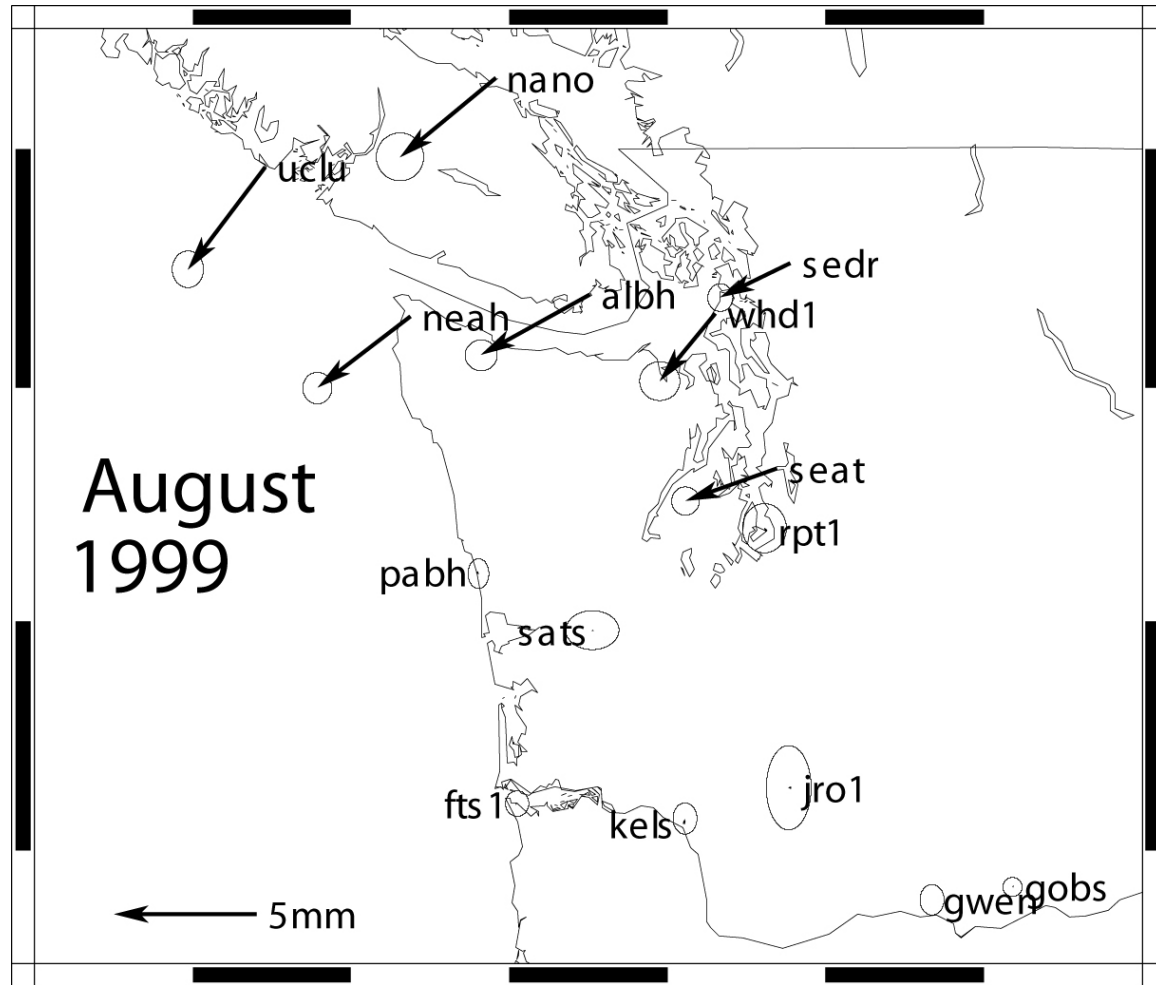 nano
uclu
sedr
albh
whd1
neah
August
1999
seat
rpt1
pabh
sats
jro1
fts1
kels
gobs
gwen
5mm